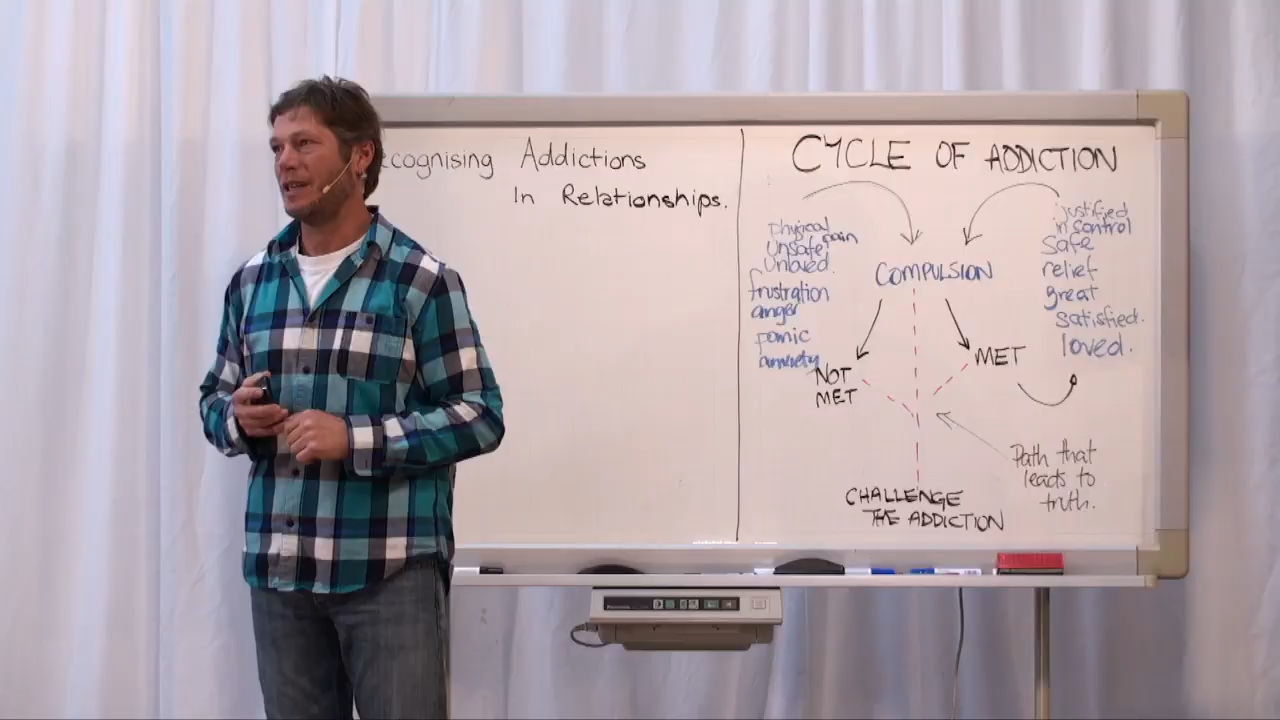 ecognising Addictions
In Relationships.
CYCLE OF ADDICTION
physical
pain
unsafe
unloved.
frustration
anger
panic
anxiety
NOT
MET
COMPULSION
MET
justified
in control
safe
relief
great
satisfied.
loved.
Path that
leads to
truth.
CHALLENGE
THE ADDICTION
Panasonic